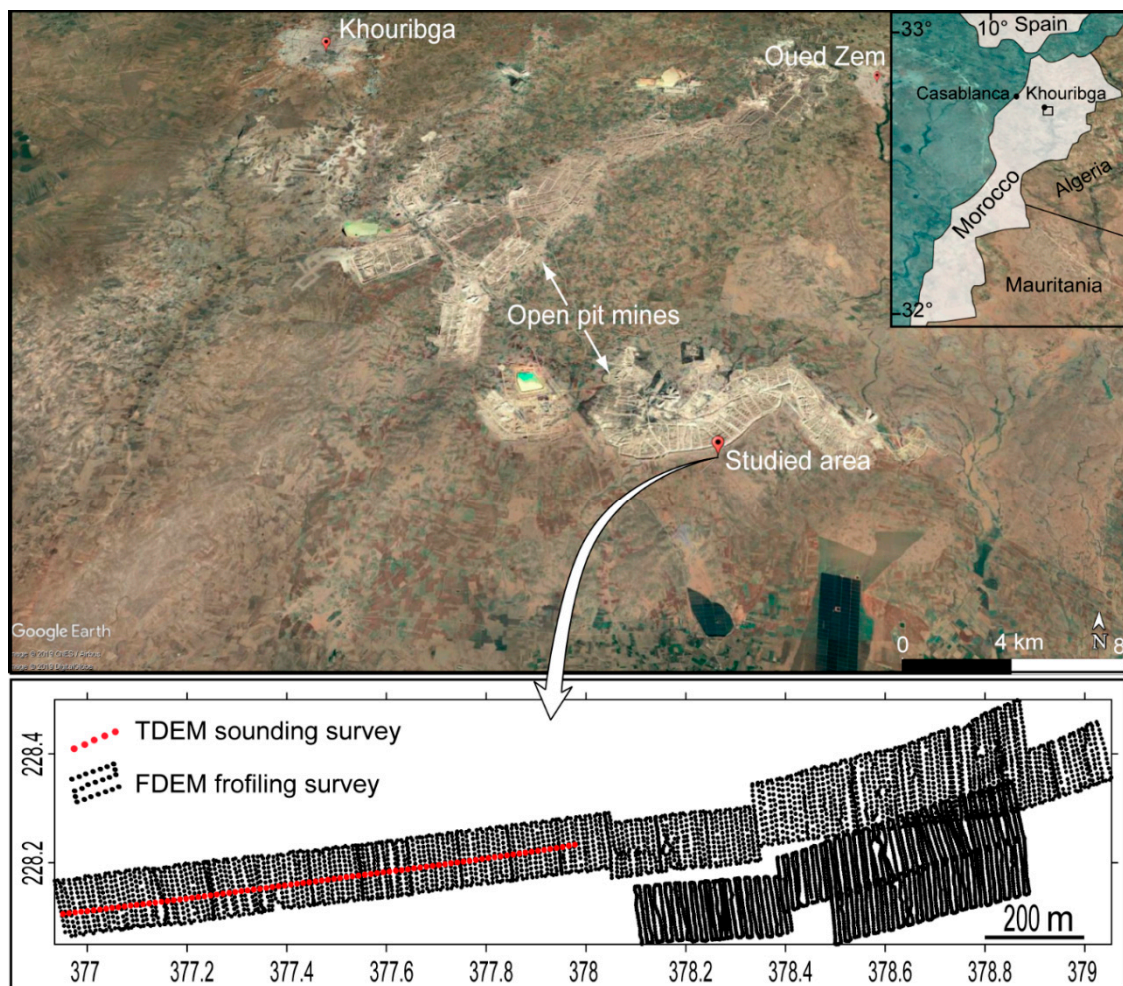 Khouribga
Oued Zem
Open pit mines
Studied area
Google Earth
0 4 km 8
N
33°
10°
Spain
Casablanca
Khouribga
Morocco
Algeria
Mauritania
32°
TDEM sounding survey
FDEM frofiling survey
228.4
228.2
200 m
377 377.2 377.4 377.6 377.8 378 378.2 378.4 378.6 378.8 379